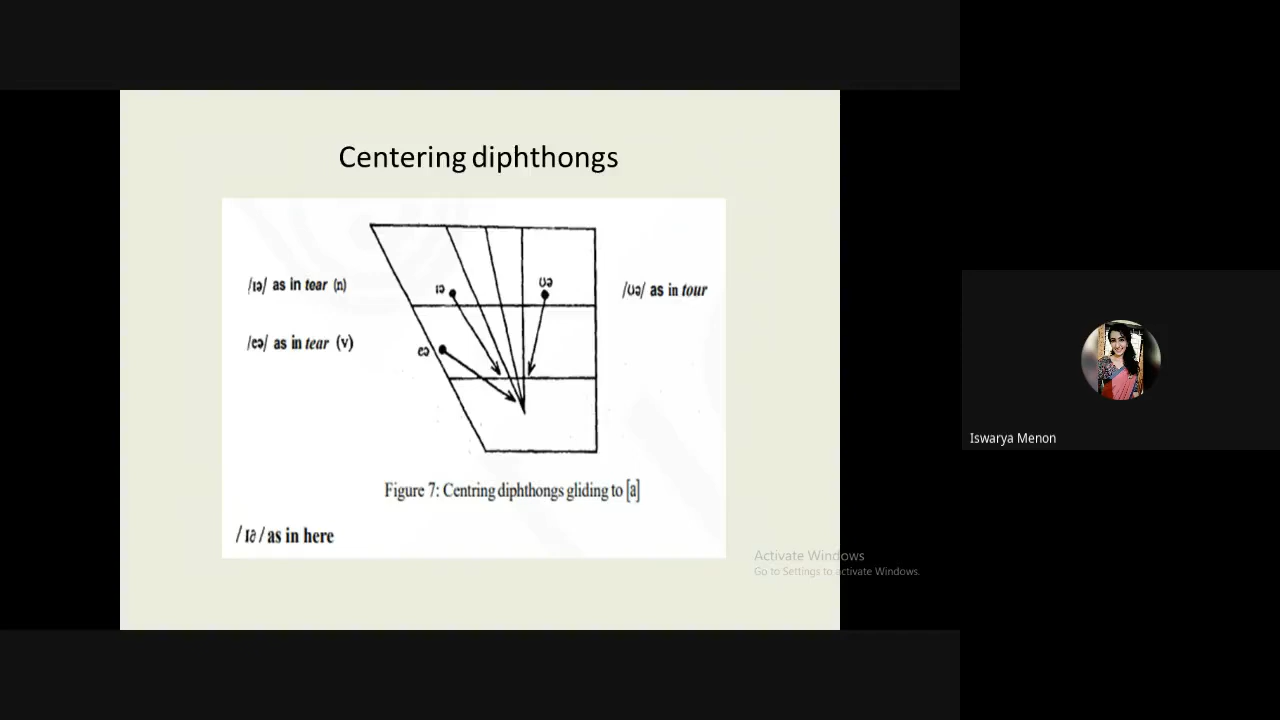 Centering diphthongs
/ɪə/ as in tear (n)
ɪə
ʊə
/ʊə/ as in tour
/eə/ as in tear (v)
eə
Figure 7: Centring diphthongs gliding to [a]
/ ɪə / as in here
Activate Windows
Go to Settings to activate Windows.
Iswarya Menon